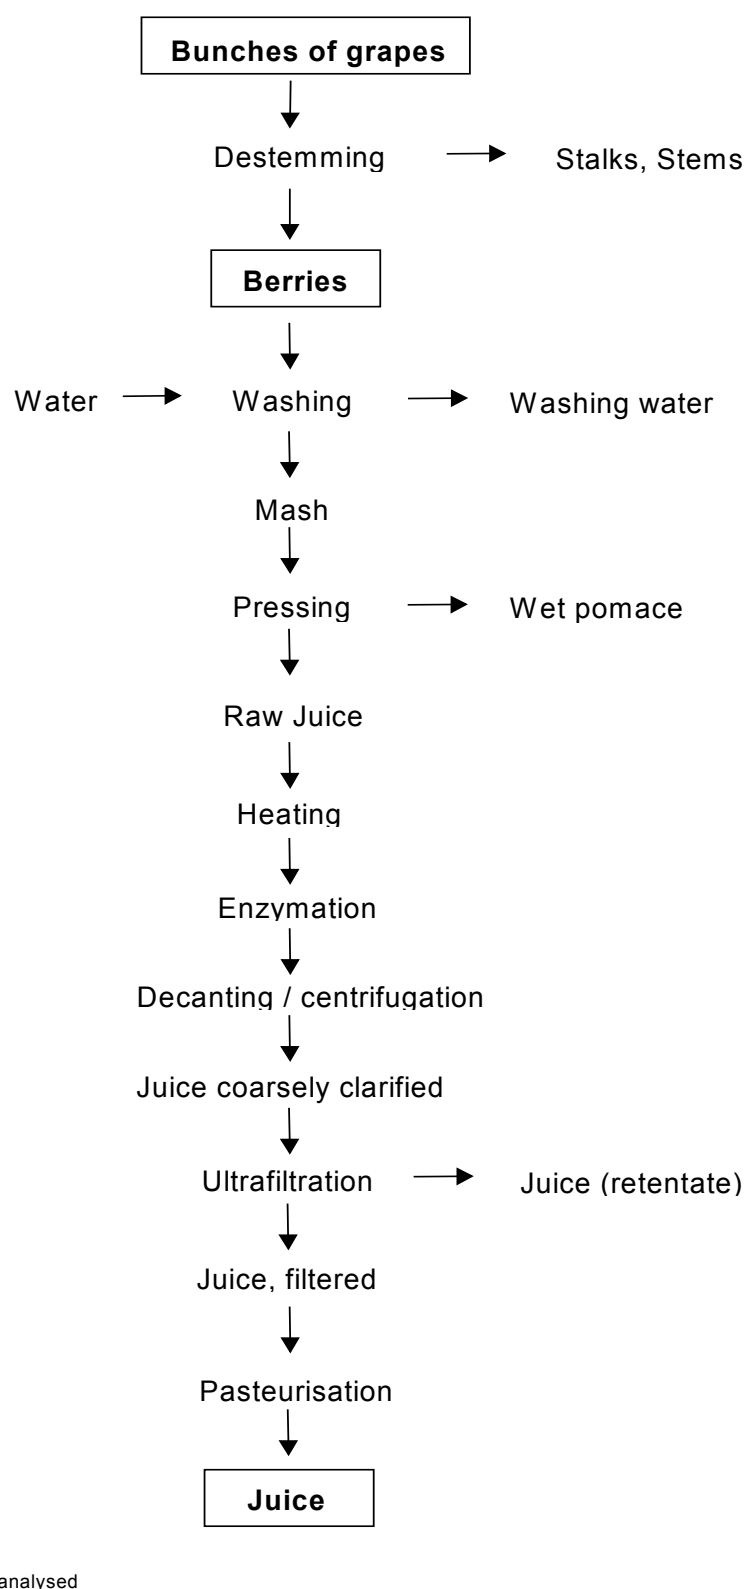 Bunches of grapes
Destemming
Stalks, Stems
Berries
Water
Washing
Washing water
Mash
Pressing
Wet pomace
Raw Juice
Heating
Enzymation
Decanting / centrifugation
Juice coarsely clarified
Ultrafiltration
Juice (retentate)
Juice, filtered
Pasteurisation
Juice
analysed